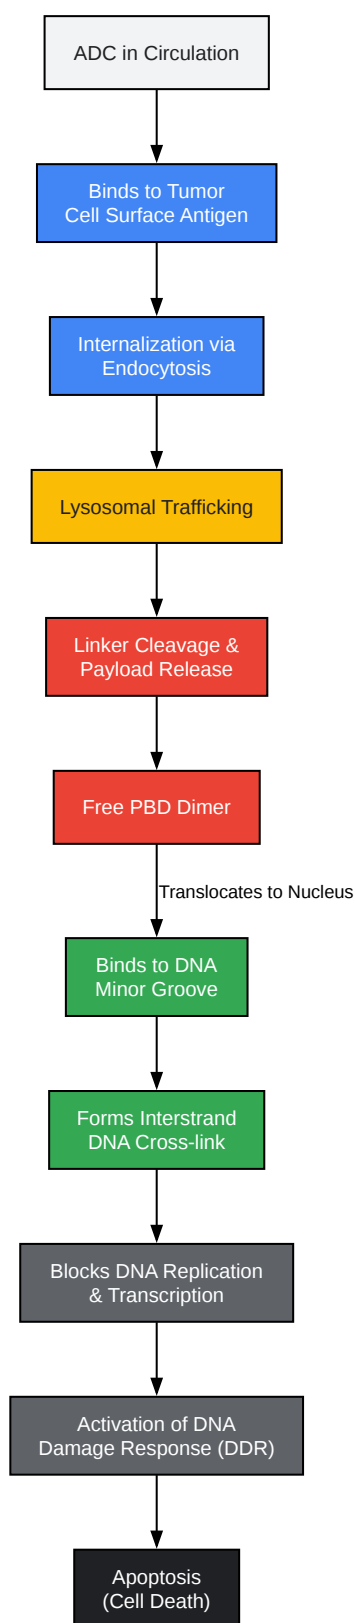 ADC in Circulation
Binds to Tumor
Cell Surface Antigen
Internalization via
Endocytosis
Lysosomal Trafficking
Linker Cleavage &
Payload Release
Free PBD Dimer
Translocates to Nucleus
Binds to DNA
Minor Groove
Forms Interstrand
DNA Cross-link
Blocks DNA Replication
& Transcription
Activation of DNA
Damage Response (DDR)
Apoptosis
(Cell Death)